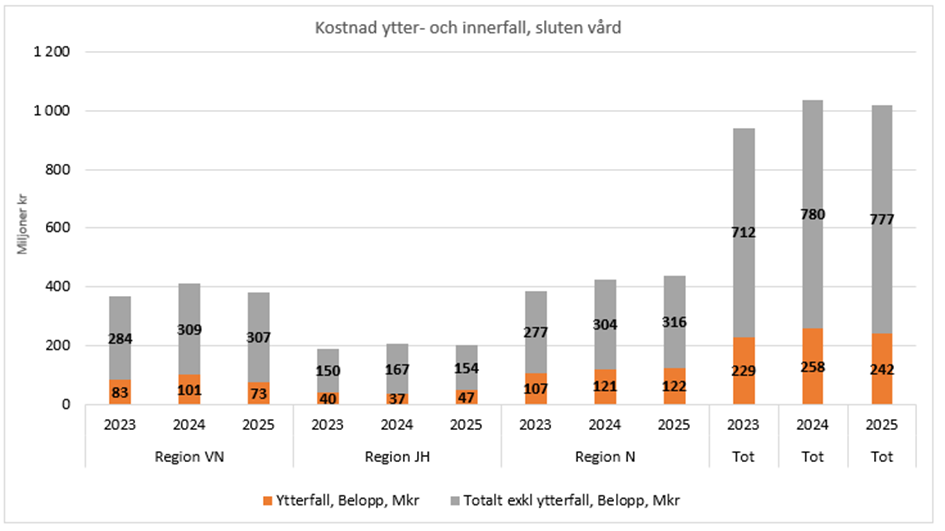 Kostnad ytter- och innerfall, sluten vård
Miljoner kr
1 200
1 000
800
600
400
200
0
284 309 307 150 167 154 277 304 316 712 780 777
83 101 73 40 37 47 107 121 122 229 258 242
2023 2024 2025 2023 2024 2025 2023 2024 2025 2023 2024 2025
Region VN Region JH Region N Tot Tot Tot
Ytterfall, Belopp, Mkr Totalt exkl ytterfall, Belopp, Mkr